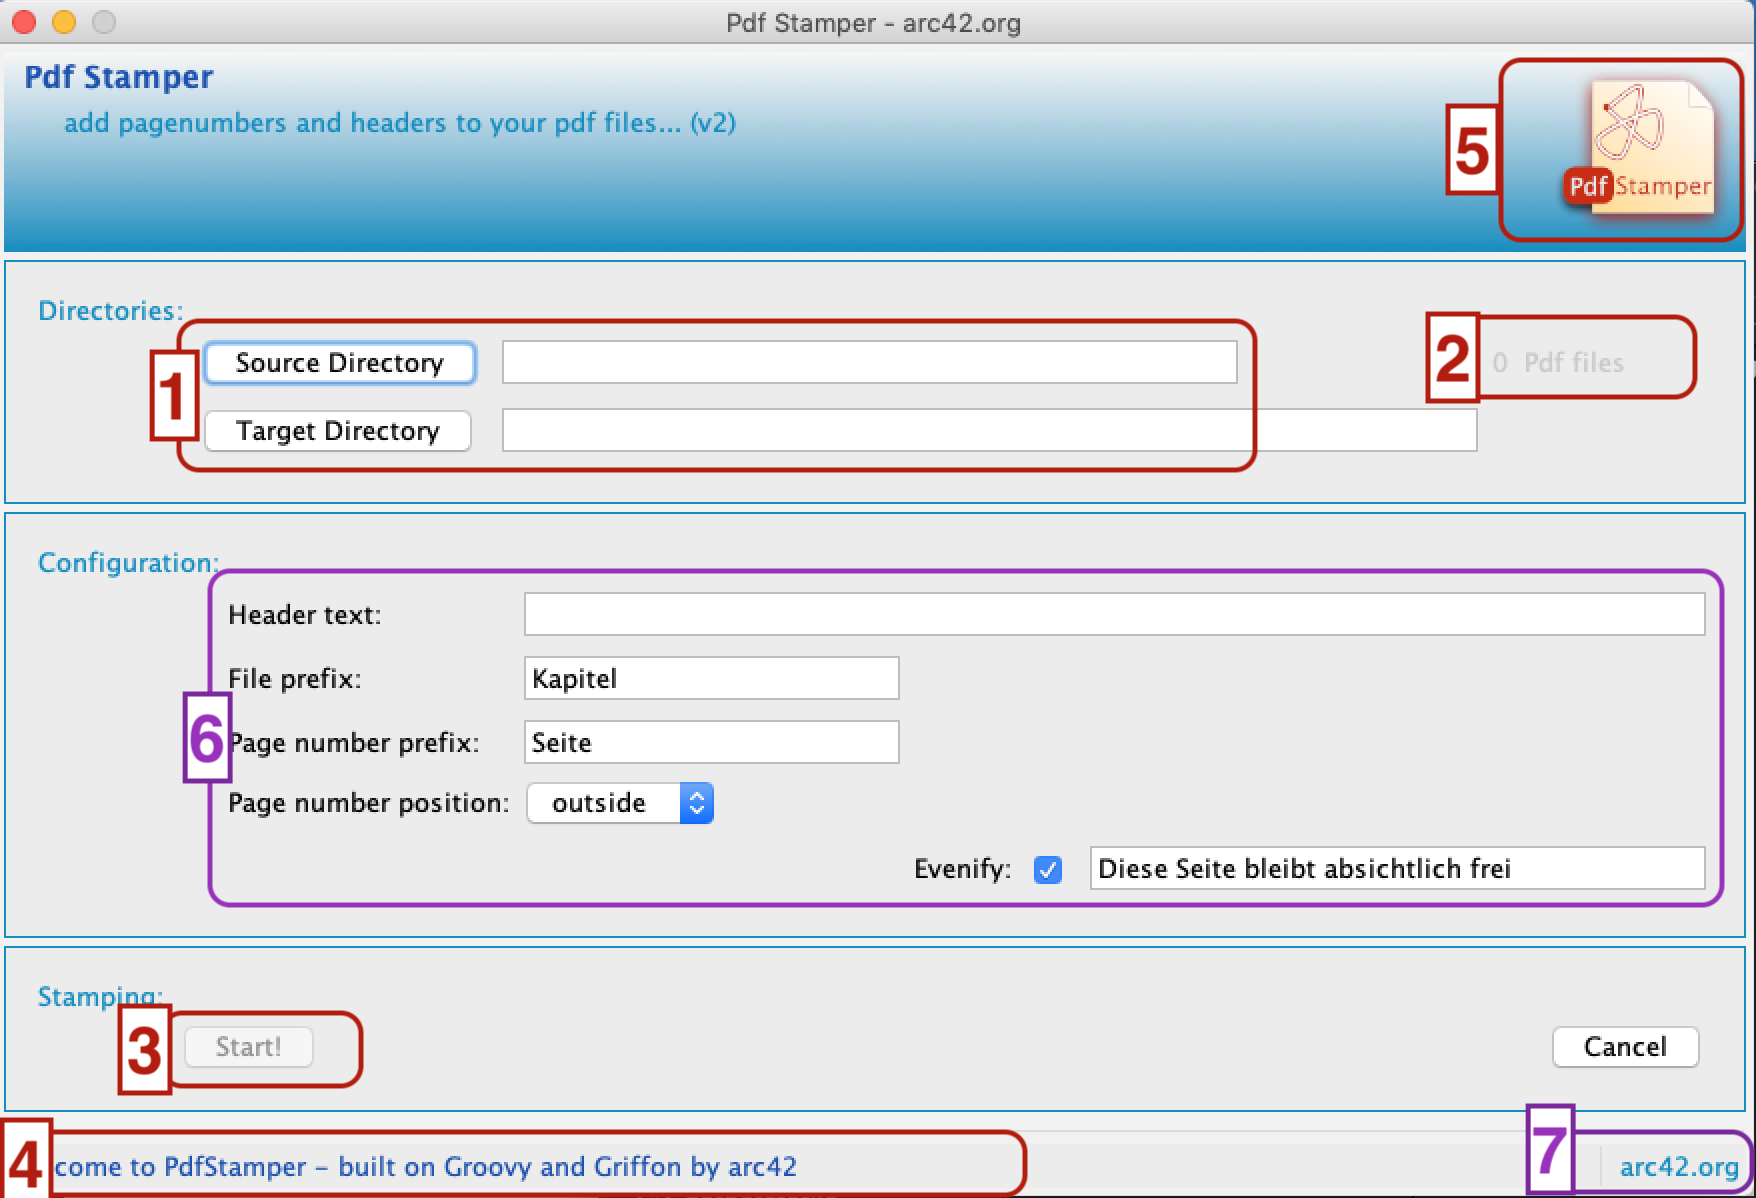 Pdf Stamper - arc42.org
Pdf Stamper
add pagenumbers and headers to your pdf files... (v2)
5
Pdf Stamper
Directories:
1
Source Directory
2
0 Pdf files
Target Directory
Configuration:
Header text:
File prefix: Kapitel
6
Page number prefix: Seite
Page number position: outside
Evenify: Diese Seite bleibt absichtlich frei
Stamping:
3
Start!
Cancel
4
come to PdfStamper – built on Groovy and Griffon by arc42
7
arc42.org